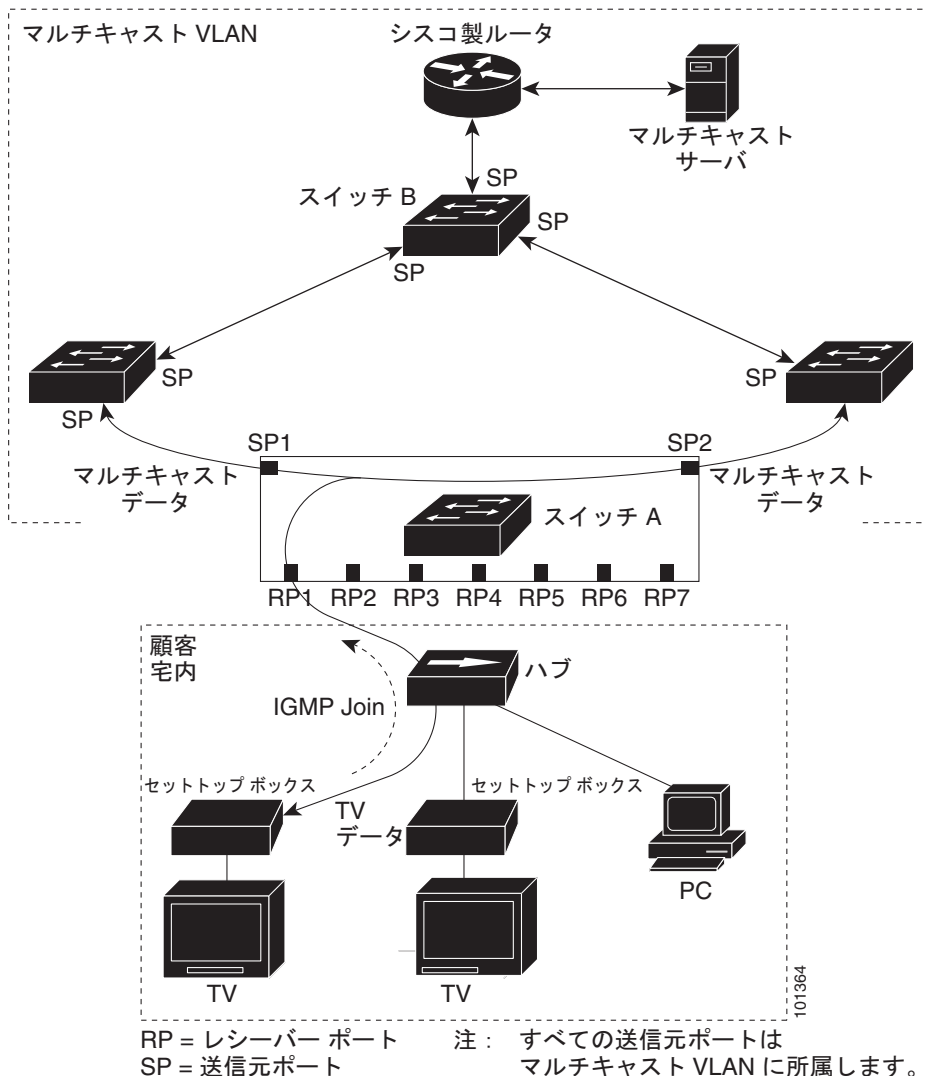 マルチキャスト VLAN
シスコ製ルータ
マルチキャスト
サーバ
スイッチ B
SP
SP
SP
SP
SP
SP
SP1
SP2
マルチキャスト
データ
マルチキャスト
データ
スイッチ A
RP1
RP2
RP3
RP4
RP5
RP6
RP7
顧客
宅内
ハブ
IGMP Join
セットトップ ボックス
セットトップ ボックス
TV
データ
PC
TV
TV
101364
RP = レシーバー ポート
SP = 送信元ポート
注： すべての送信元ポートは
マルチキャスト VLAN に所属します。